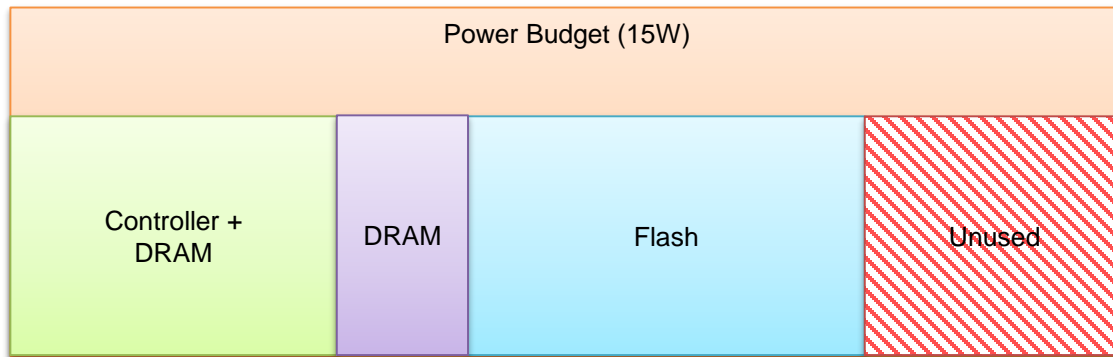 Power Budget (15W)
Controller +
DRAM
DRAM
Flash
Unused